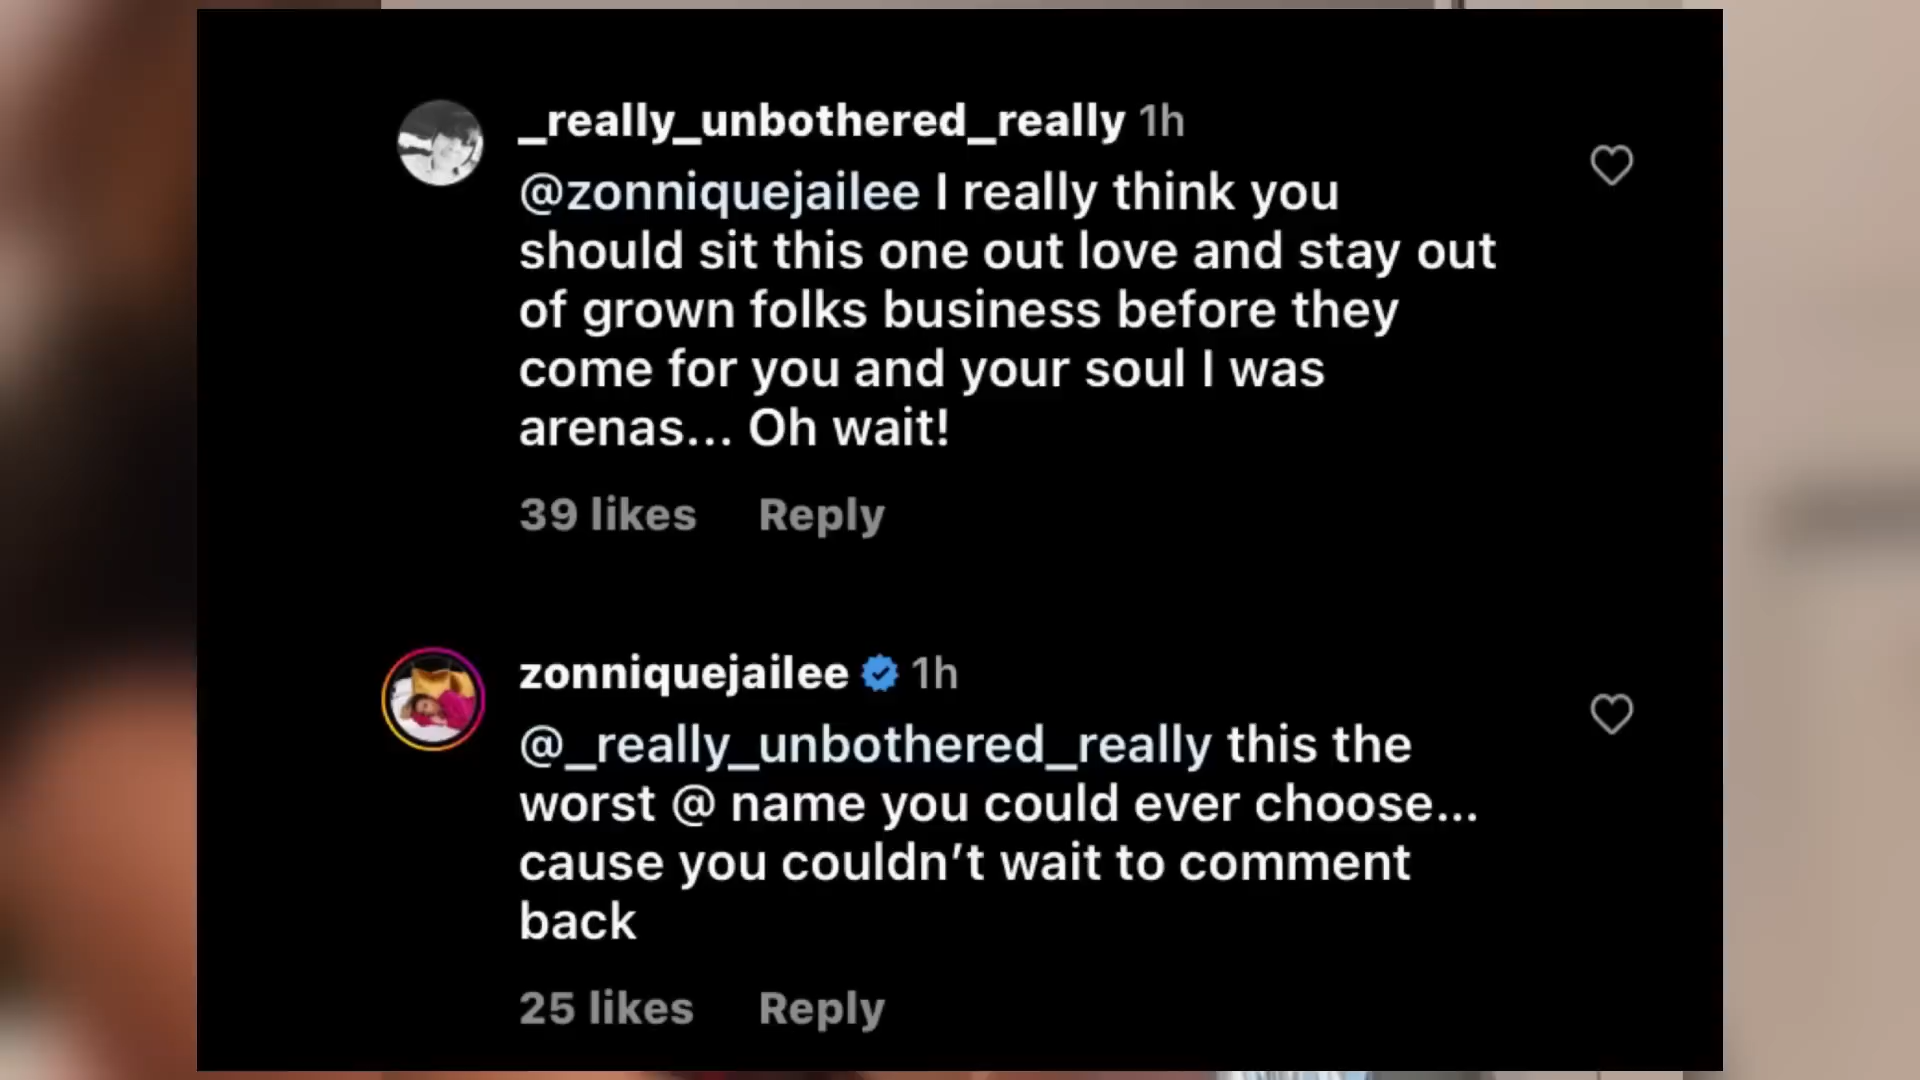 _really_unbothered_really 1h
@zonniquejailee I really think you
should sit this one out love and stay out
of grown folks business before they
come for you and your soul I was
arenas... Oh wait!
39 likes Reply
zonniquejailee 1h
@_really_unbothered_really this the
worst @ name you could ever choose...
cause you couldn’t wait to comment
back
25 likes Reply